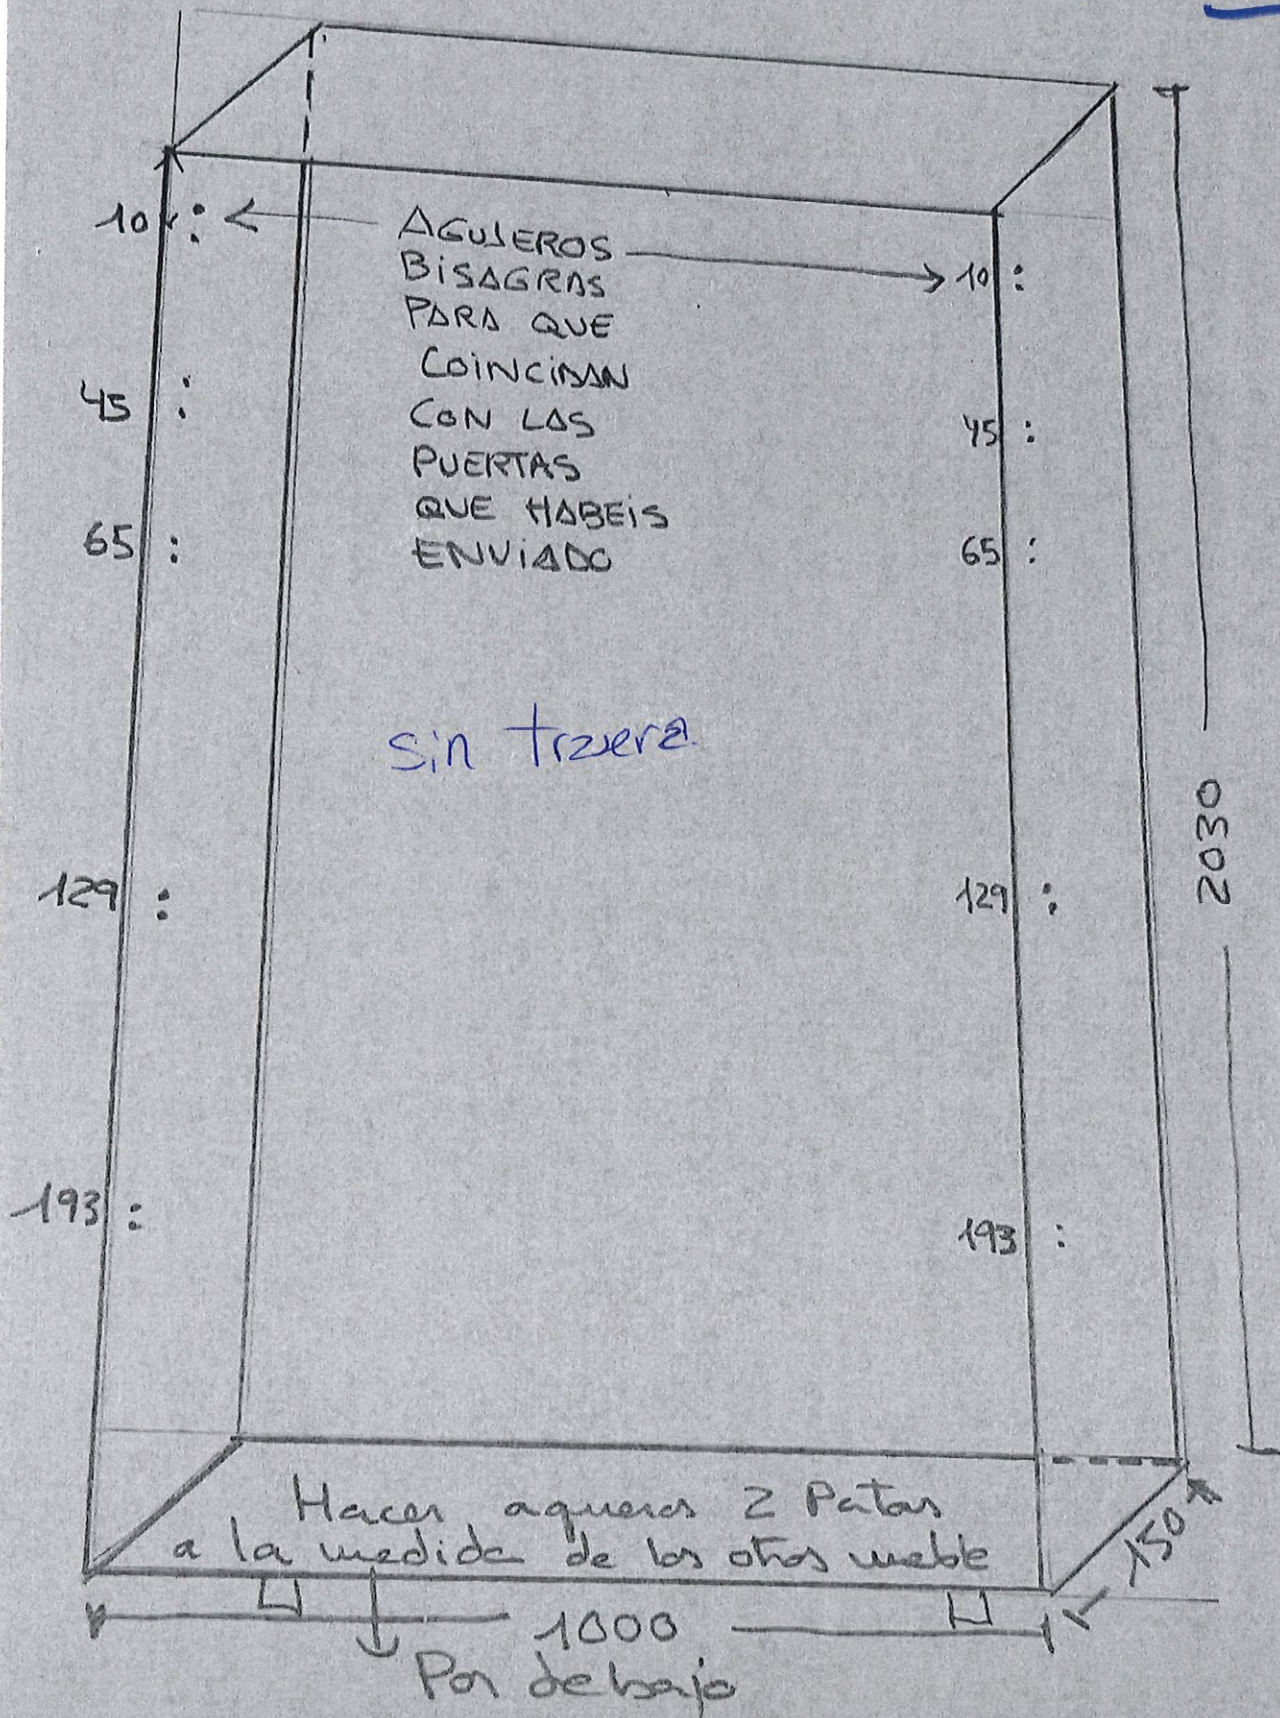 10 : AGUJEROS
BISAGRAS 10 :
PARA QUE
COINCIDAN
45 : CON LAS 45 :
PUERTAS
QUE HABEIS
65 : ENVIADO 65 :
sin trasera
2030
129 : 129 :
193 : 193 :
Hacer agueros 2 Patas
a la medida de los otros meble
150
1000
Por debajo